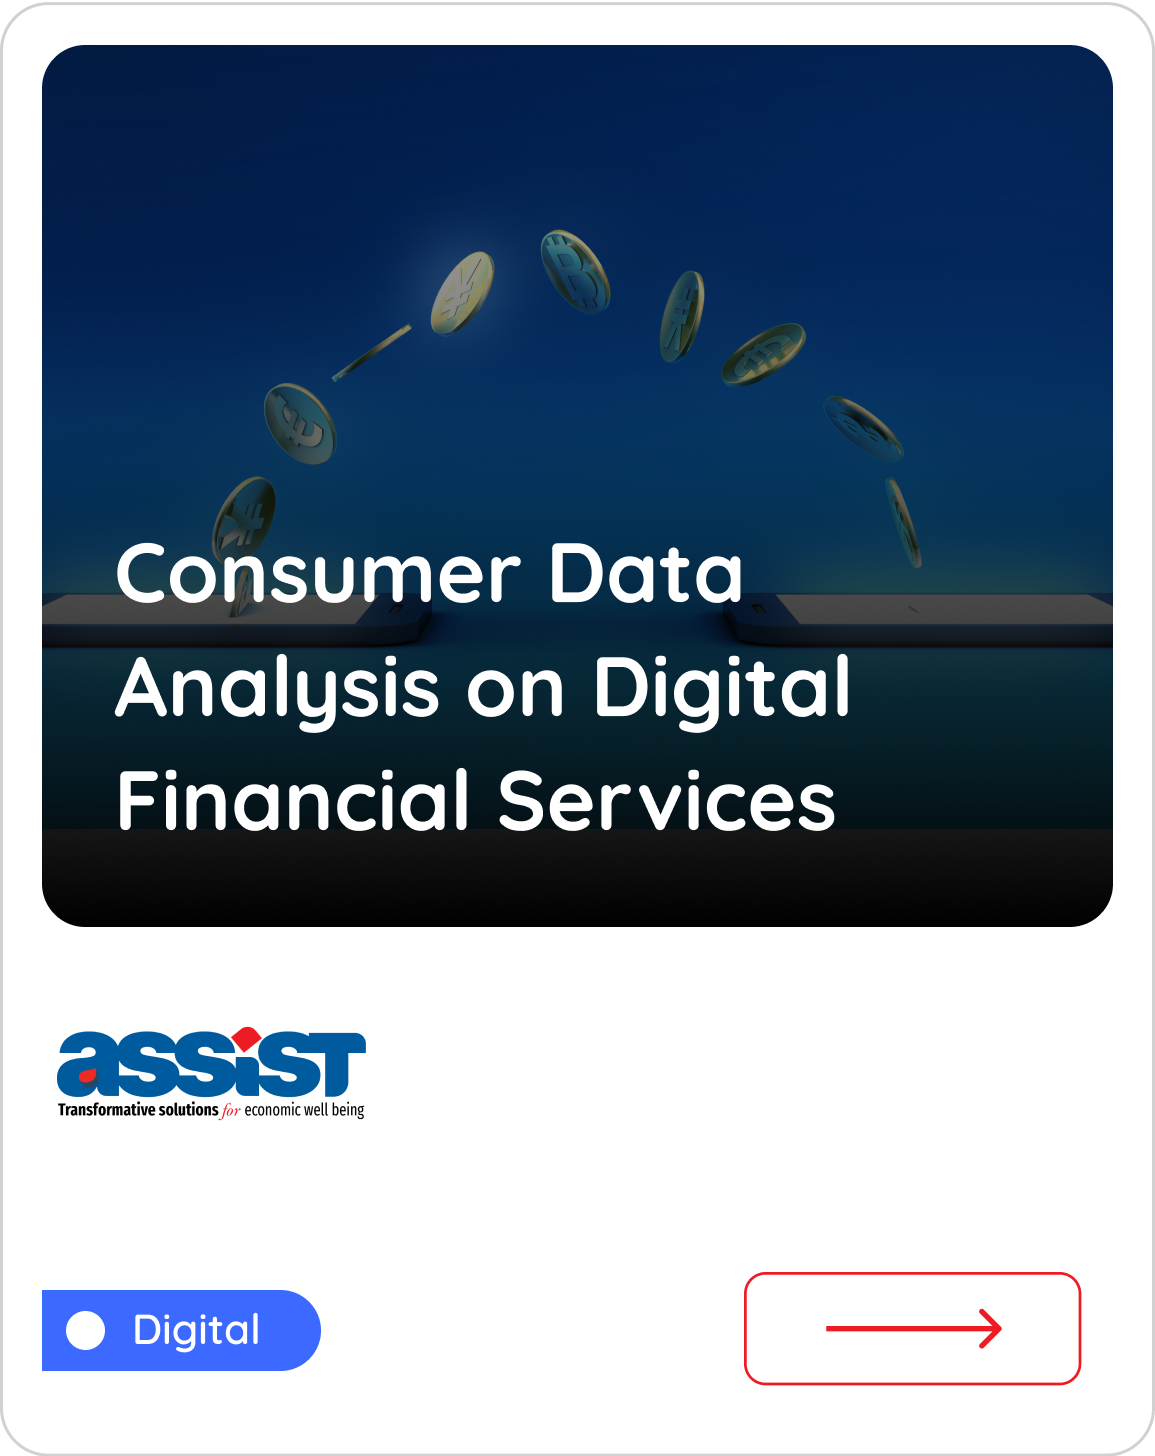 Consumer Data
Analysis on Digital
Financial Services
assist
Transformative solutions for economic well being
Digital